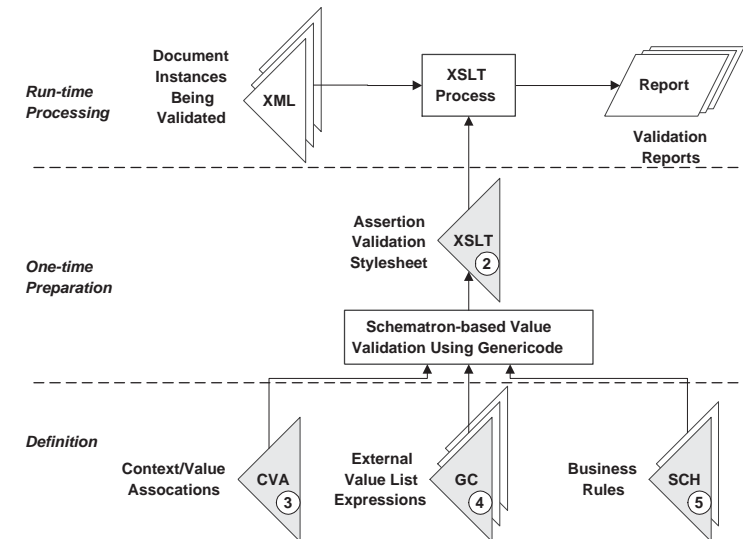 Document
Instances
Being
Validated
XML
XSLT
Process
Report
Validation
Reports
Run-time
Processing
Assertion
Validation
Stylesheet
XSLT
2
One-time
Preparation
Schematron-based Value
Validation Using Genericode
Definition
Context/Value
Assocations
CVA
3
External
Value List
Expressions
GC
4
Business
Rules
SCH
5